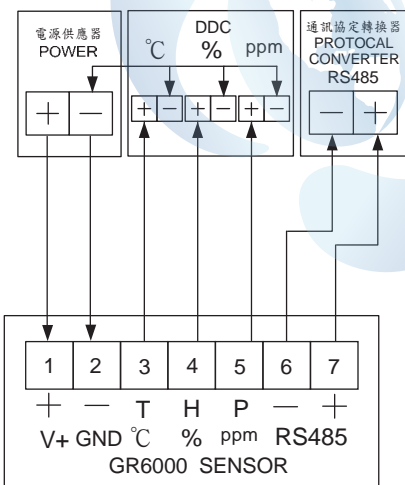 電源供應器
POWER
+ −
DDC
℃ % ppm
+ − + − + −
通訊協定轉換器
PROTOCAL
CONVERTER
RS485
− +
1 2 3 4 5 6 7
+ − T H P − +
V+ GND ℃ % ppm RS485
GR6000 SENSOR